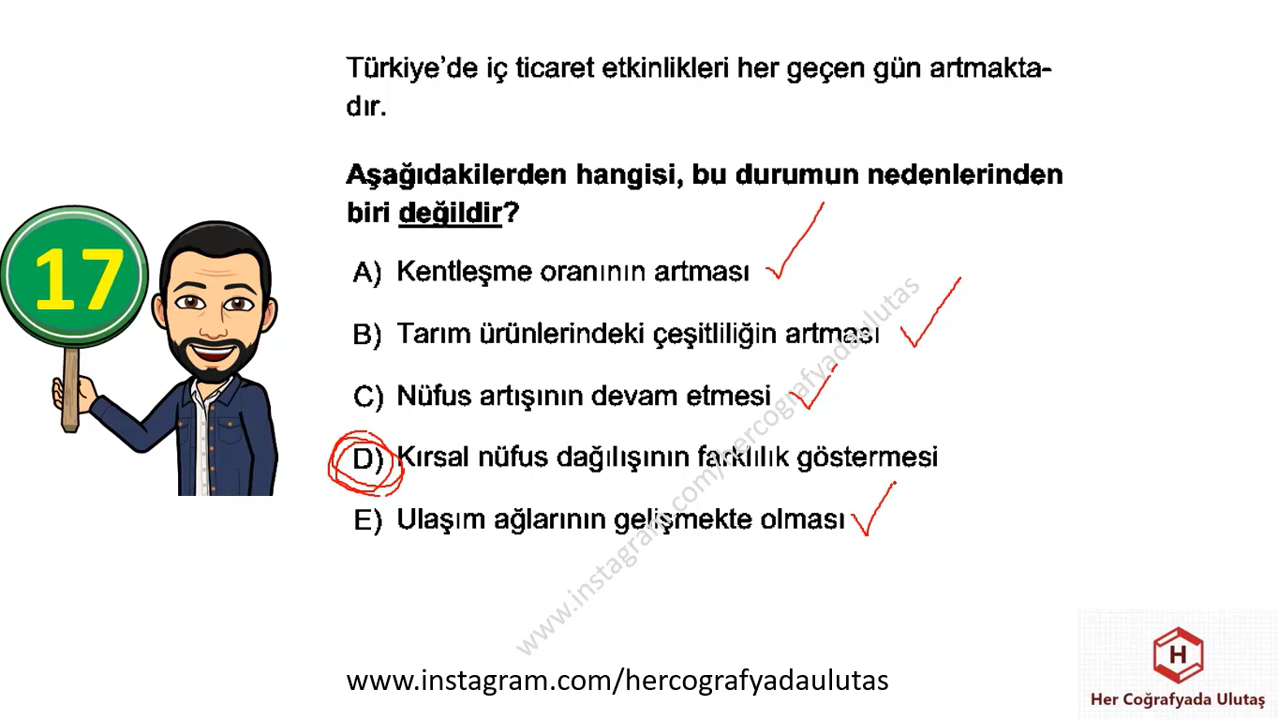 Türkiye’de iç ticaret etkinlikleri her geçen gün artmakta-
dır.
Aşağıdakilerden hangisi, bu durumun nedenlerinden
biri değildir?
17
A) Kentleşme oranının artması
B) Tarım ürünlerindeki çeşitliliğin artması
C) Nüfus artışının devam etmesi
D) Kırsal nüfus dağılışının farklılık göstermesi
E) Ulaşım ağlarının gelişmekte olması
www.instagram.com/hercografyadaulutas
www.instagram.com/hercografyadaulutas
H
Her Coğrafyada Ulutaş